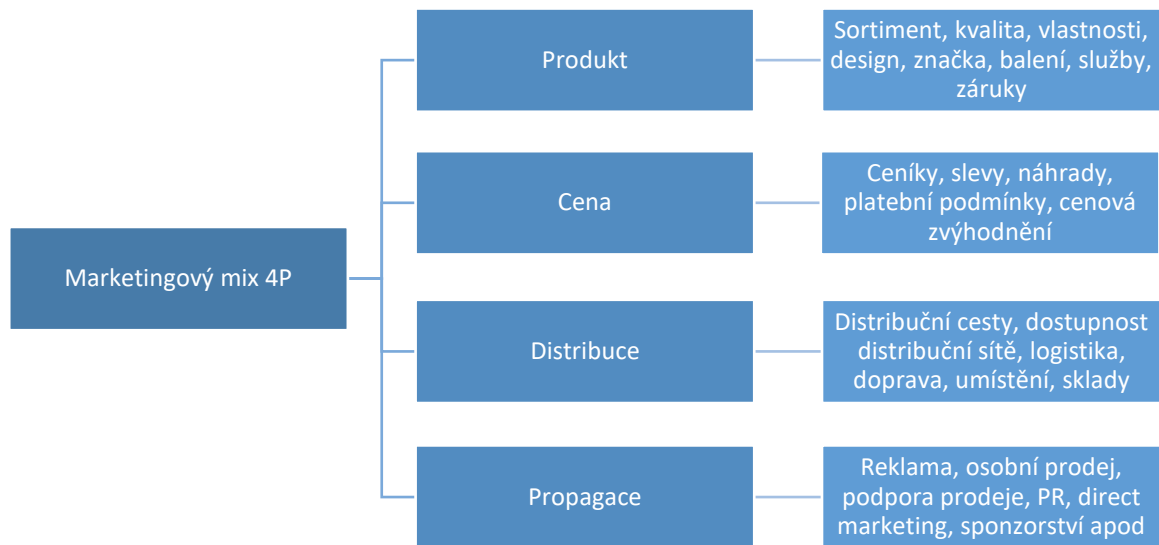 Marketingový mix 4P
Produkt
Sortiment, kvalita, vlastnosti,
design, značka, balení, služby,
záruky
Cena
Ceníky, slevy, náhrady,
platební podmínky, cenová
zvýhodnění
Distribuce
Distribuční cesty, dostupnost
distribuční sítě, logistika,
doprava, umístění, sklady
Propagace
Reklama, osobní prodej,
podpora prodeje, PR, direct
marketing, sponzorství apod